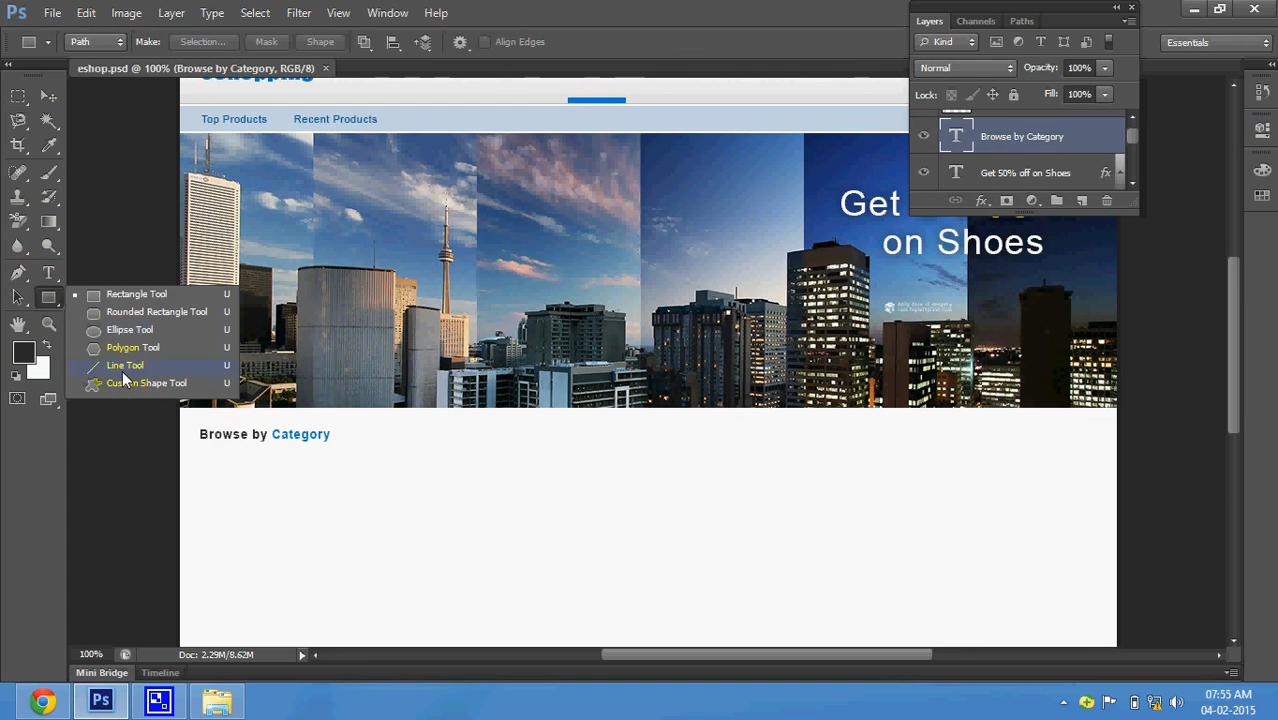 Ps File Edit Image Layer Type Select Filter View Window Help
Path Make: Selection... Mask Shape Align Edges
Essentials
eshop.psd @ 100% (Browse by Category, RGB/8) ×
Layers Channels Paths
Kind
Normal Opacity: 100%
Lock: Fill: 100%
T Browse by Category
T Get 50% off on Shoes fx
fx
Top Products Recent Products
Get
on Shoes
Rectangle Tool U
Rounded Rectangle Tool U
Ellipse Tool U
Polygon Tool U
Line Tool U
Custom Shape Tool U
Browse by Category
100% Doc: 2.29M/8.62M
Mini Bridge Timeline
Ps
07:55 AM
04-02-2015